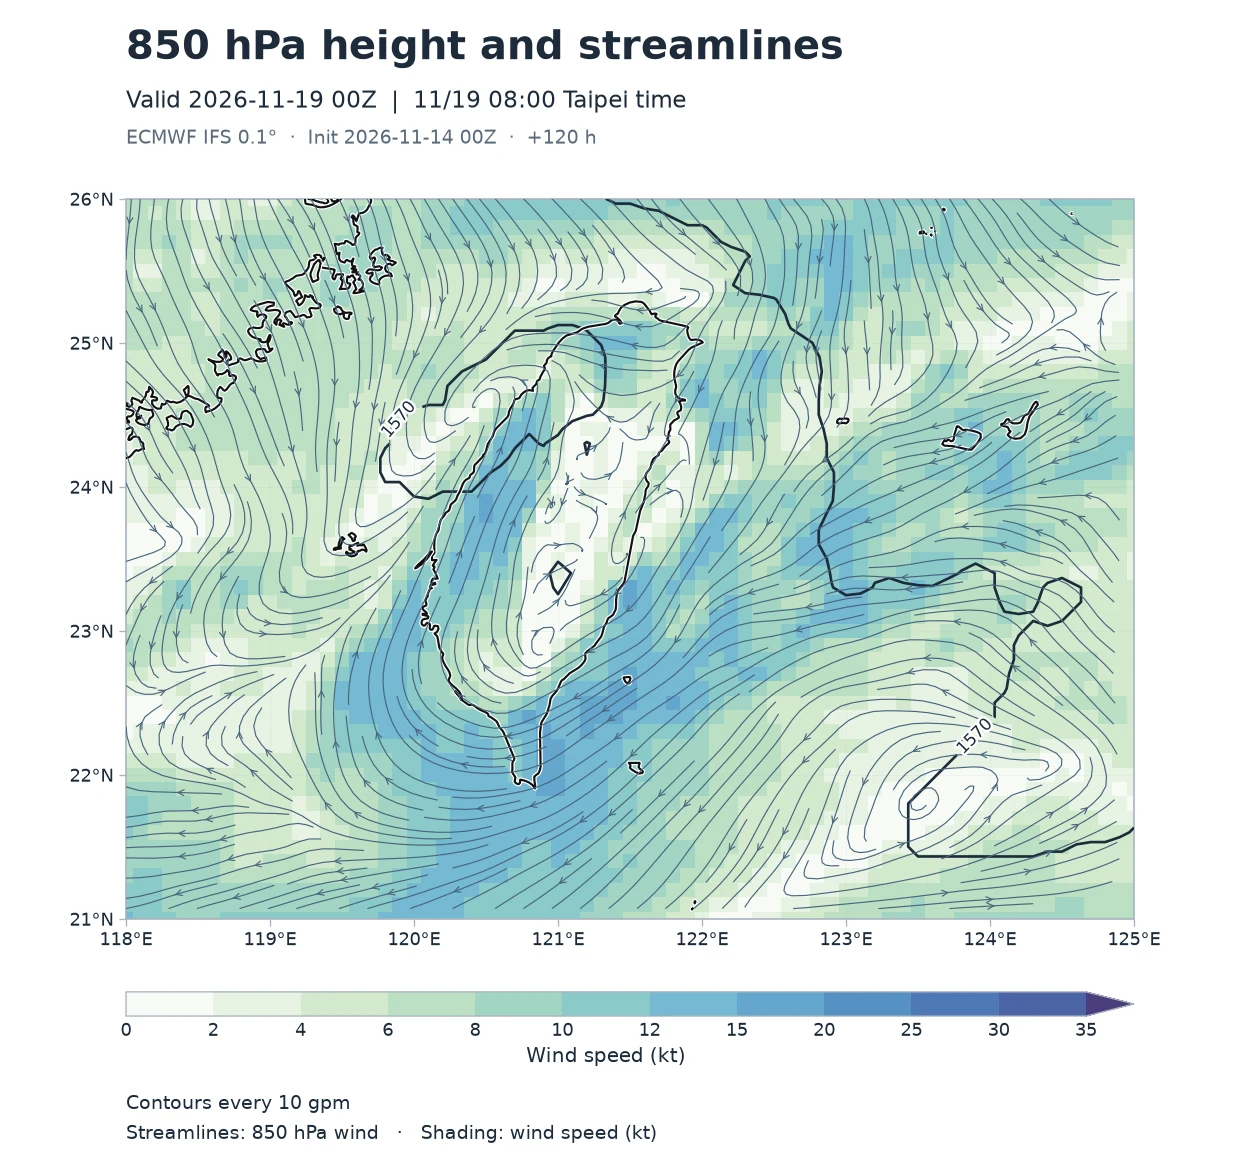 850 hPa height and streamlines
Valid 2026-11-19 00Z | 11/19 08:00 Taipei time
ECMWF IFS 0.1° · Init 2026-11-14 00Z · +120 h
26°N
25°N
1570
24°N
23°N
1570
22°N
21°N
118°E 119°E 120°E 121°E 122°E 123°E 124°E 125°E
0 2 4 6 8 10 12 15 20 25 30 35
Wind speed (kt)
Contours every 10 gpm
Streamlines: 850 hPa wind · Shading: wind speed (kt)